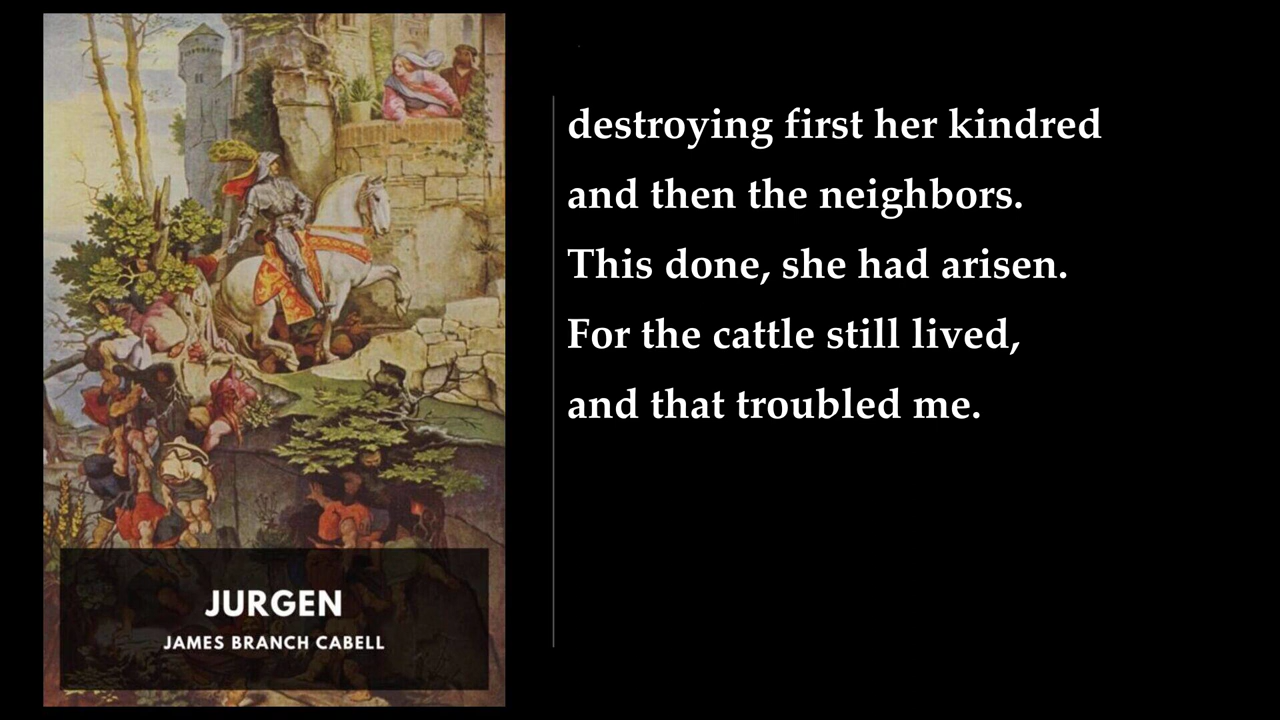 destroying first her kindred
and then the neighbors.
This done, she had arisen.
For the cattle still lived,
and that troubled me.
JURGEN
JAMES BRANCH CABELL